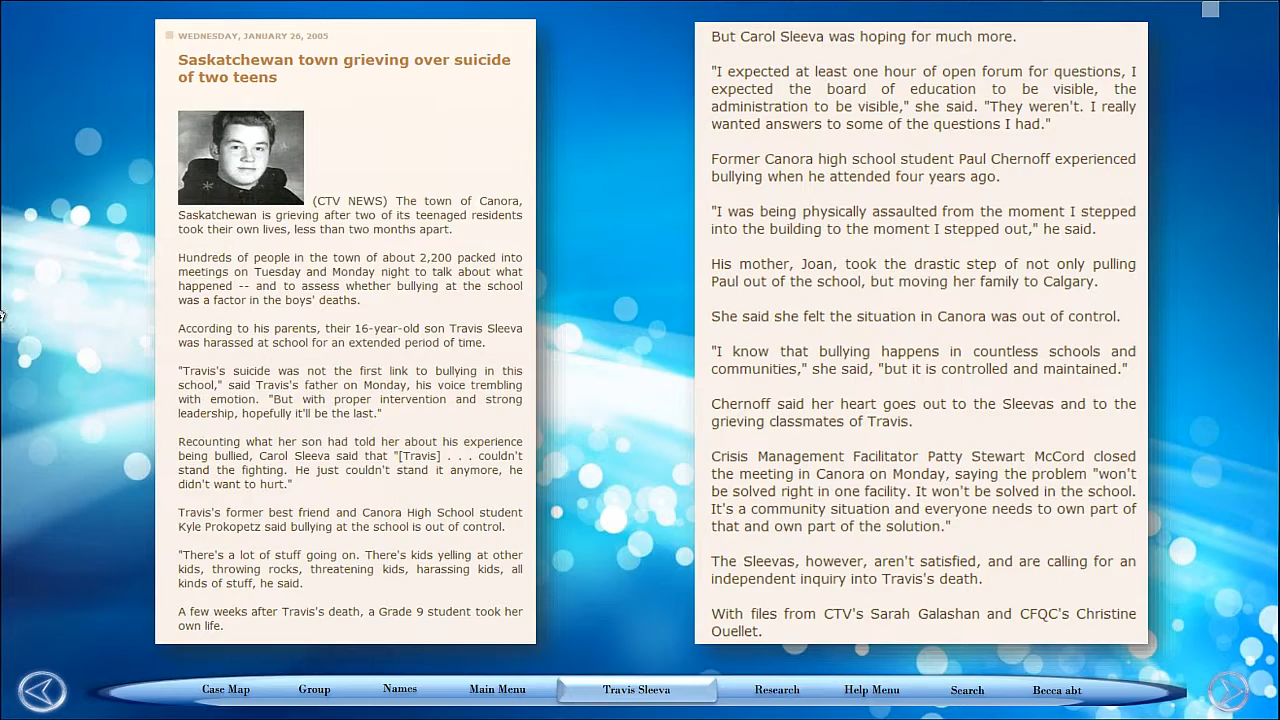 WEDNESDAY, JANUARY 26, 2005
Saskatchewan town grieving over suicide
of two teens
(CTV NEWS) The town of Canora,
Saskatchewan is grieving after two of its teenaged residents
took their own lives, less than two months apart.
Hundreds of people in the town of about 2,200 packed into
meetings on Tuesday and Monday night to talk about what
happened -- and to assess whether bullying at the school
was a factor in the boys' deaths.
According to his parents, their 16-year-old son Travis Sleeva
was harassed at school for an extended period of time.
"Travis's suicide was not the first link to bullying in this
school," said Travis's father on Monday, his voice trembling
with emotion. "But with proper intervention and strong
leadership, hopefully it'll be the last."
Recounting what her son had told her about his experience
being bullied, Carol Sleeva said that "[Travis] . . . couldn't
stand the fighting. He just couldn't stand it anymore, he
didn't want to hurt."
Travis's former best friend and Canora High School student
Kyle Prokopetz said bullying at the school is out of control.
"There's a lot of stuff going on. There's kids yelling at other
kids, throwing rocks, threatening kids, harassing kids, all
kinds of stuff, he said.
A few weeks after Travis's death, a Grade 9 student took her
own life.
But Carol Sleeva was hoping for much more.
"I expected at least one hour of open forum for questions, I
expected the board of education to be visible, the
administration to be visible," she said. "They weren't. I really
wanted answers to some of the questions I had."
Former Canora high school student Paul Chernoff experienced
bullying when he attended four years ago.
"I was being physically assaulted from the moment I stepped
into the building to the moment I stepped out," he said.
His mother, Joan, took the drastic step of not only pulling
Paul out of the school, but moving her family to Calgary.
She said she felt the situation in Canora was out of control.
"I know that bullying happens in countless schools and
communities," she said, "but it is controlled and maintained."
Chernoff said her heart goes out to the Sleevas and to the
grieving classmates of Travis.
Crisis Management Facilitator Patty Stewart McCord closed
the meeting in Canora on Monday, saying the problem "won't
be solved right in one facility. It won't be solved in the school.
It's a community situation and everyone needs to own part of
that and own part of the solution."
The Sleevas, however, aren't satisfied, and are calling for an
independent inquiry into Travis's death.
With files from CTV's Sarah Galashan and CFQC's Christine
Ouellet.
Case Map Group Names Main Menu Travis Sleeva Research Help Menu Search Becca abt